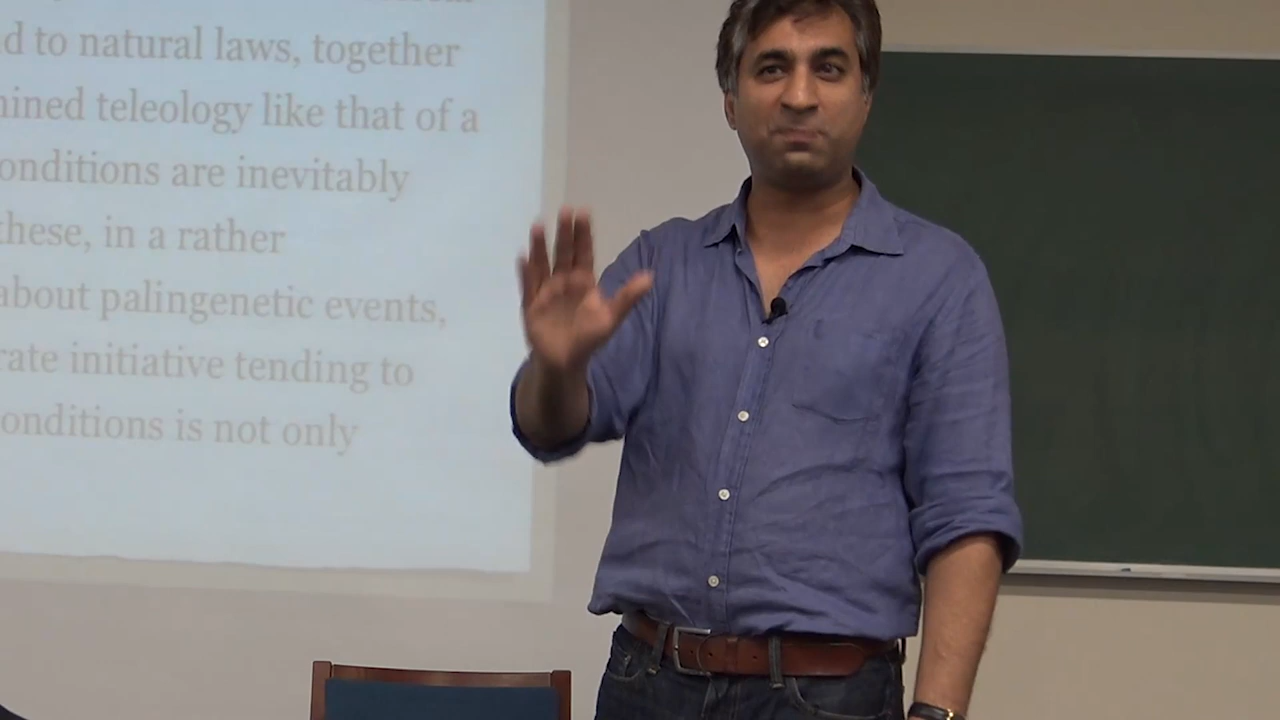 d to natural laws, together
nined teleology like that of a
onditions are inevitably
these, in a rather
about palingenetic events,
rate initiative tending to
onditions is not only